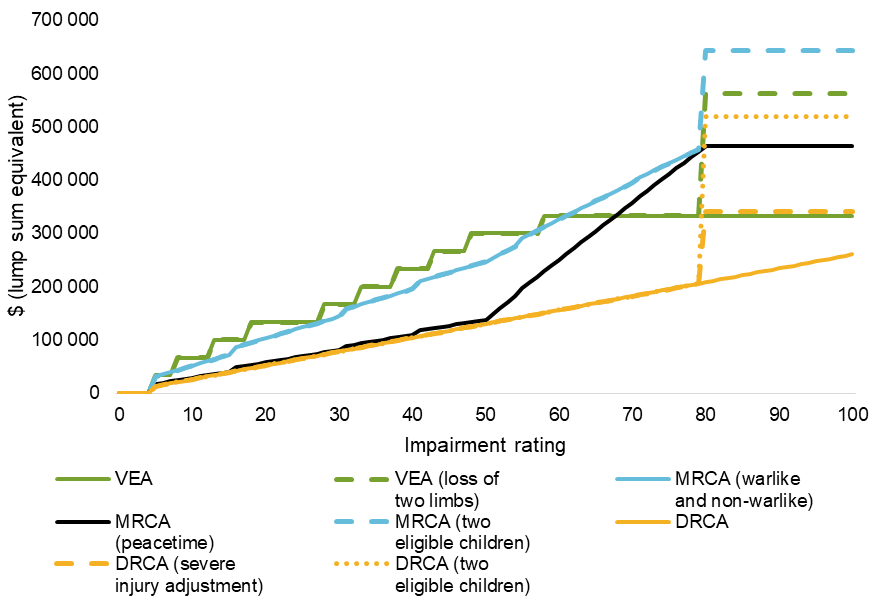 700 000
600 000
500 000
400 000
300 000
200 000
100 000
0
$ (lump sum equivalent)
0 10 20 30 40 50 60 70 80 90 100
Impairment rating
VEA
VEA (loss of
two limbs)
MRCA (warlike
and non-warlike)
MRCA
(peacetime)
MRCA (two
eligible children)
DRCA
DRCA (severe
injury adjustment)
DRCA (two
eligible children)